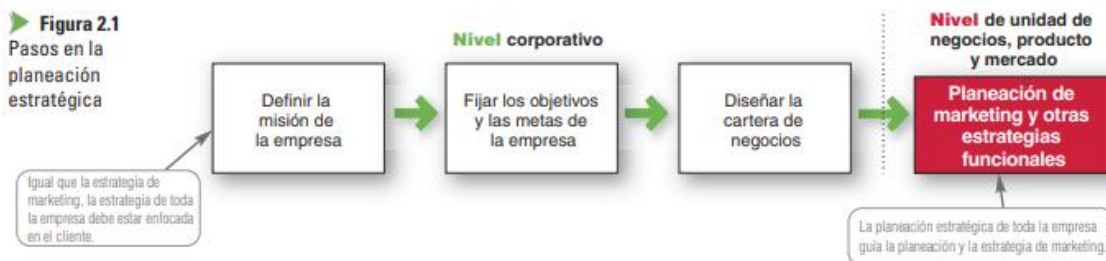 Figura 2.1
Pasos en la
planeación
estratégica
Nivel corporativo
Nivel de unidad de
negocios, producto
y mercado
Definir la
misión de
la empresa
Fijar los objetivos
y las metas de
la empresa
Diseñar la
cartera de
negocios
Planeación de
marketing y otras
estrategias
funcionales
Igual que la estrategia de
marketing, la estrategia de toda
la empresa debe estar enfocada
en el cliente.
La planeación estratégica de toda la empresa
guía la planeación y la estrategia de marketing.